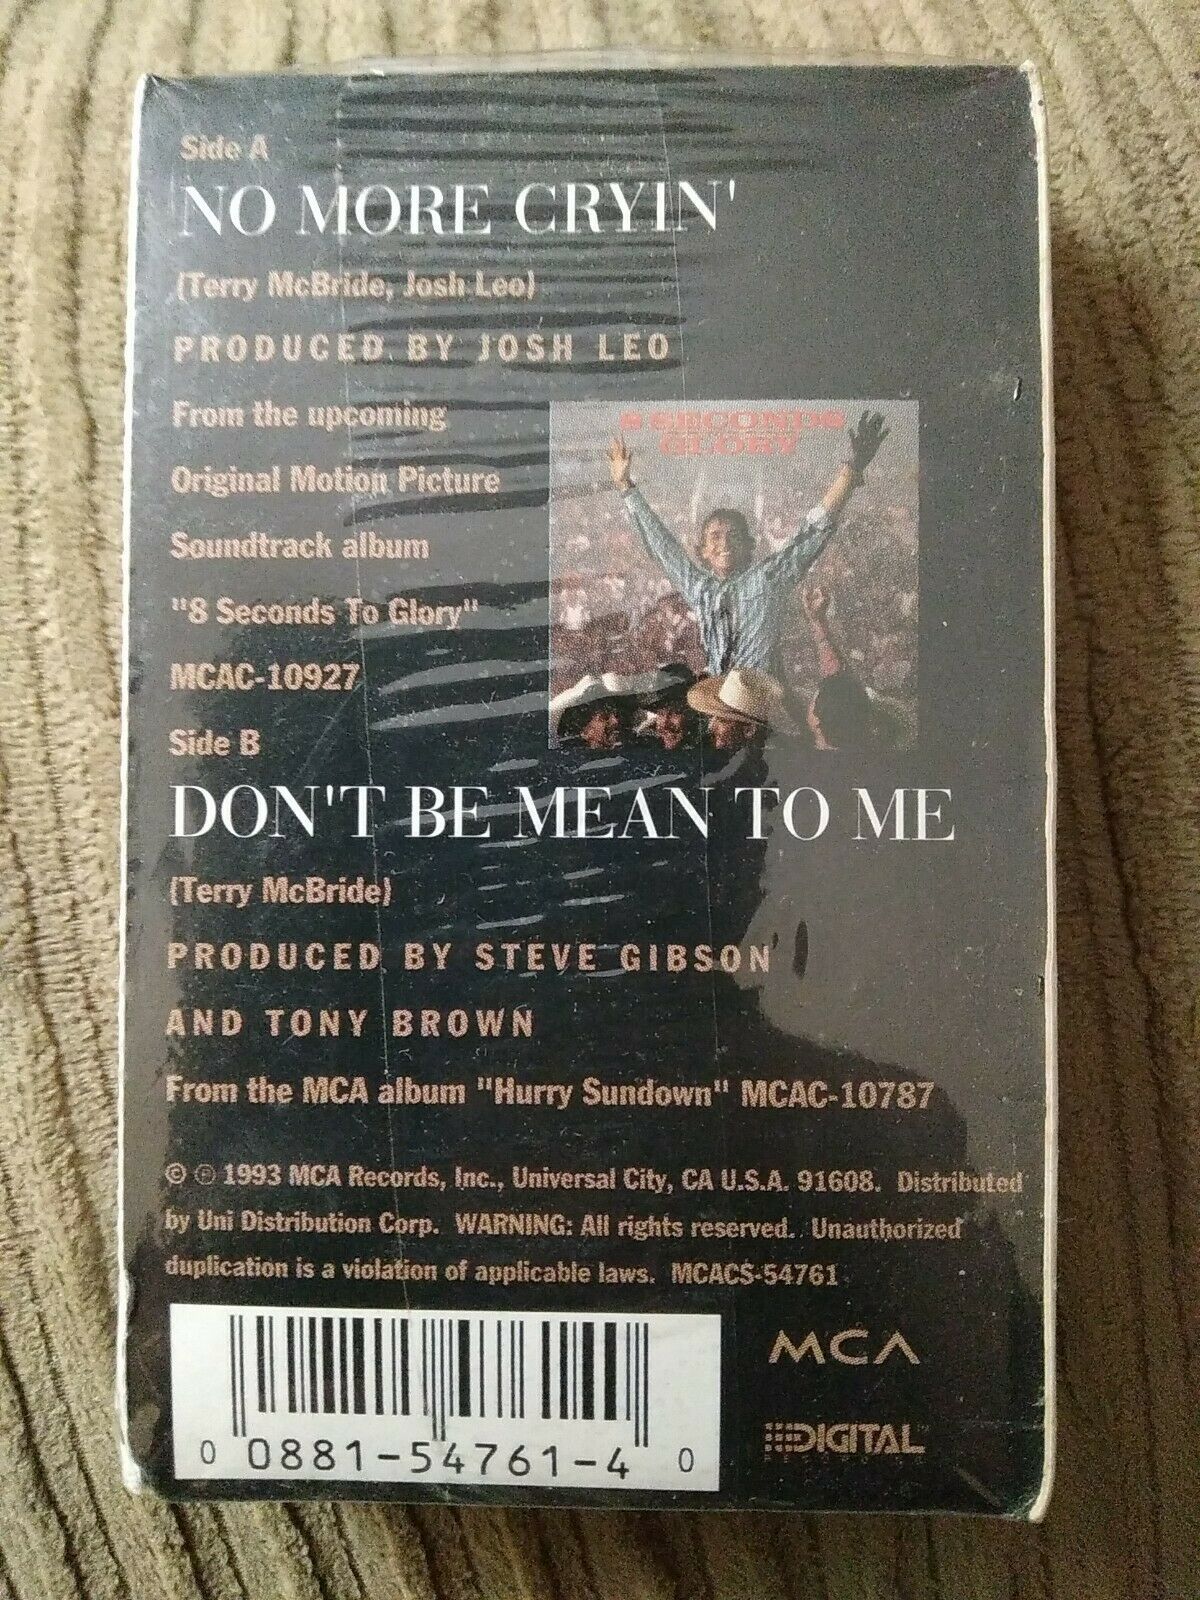 Side A
NO MORE CRYIN'
(Terry McBride, Josh Leo)
PRODUCED BY JOSH LEO
From the upcoming
Original Motion Picture
Soundtrack album
"8 Seconds To Glory"
MCAC-10927
8 SECONDS
GLORY
Side B
DON'T BE MEAN TO ME
(Terry McBride)
PRODUCED BY STEVE GIBSON
AND TONY BROWN
From the MCA album "Hurry Sundown" MCAC-10787
© ℗ 1993 MCA Records, Inc., Universal City, CA U.S.A. 91608. Distributed
by Uni Distribution Corp. WARNING: All rights reserved. Unauthorized
duplication is a violation of applicable laws. MCACS-54761
0 0881-54761-4 0
MCA
DIGITAL
RECORDING